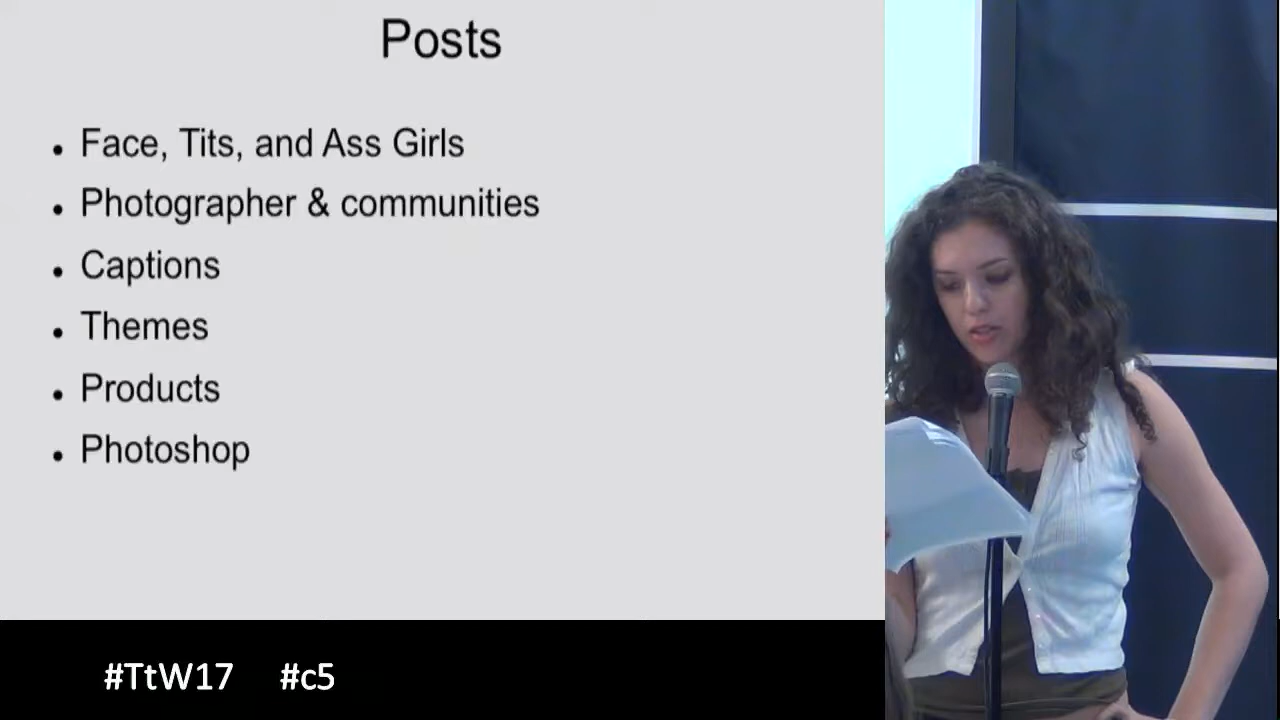 Posts
• Face, Tits, and Ass Girls
• Photographer & communities
• Captions
• Themes
• Products
• Photoshop
#TtW17 #c5